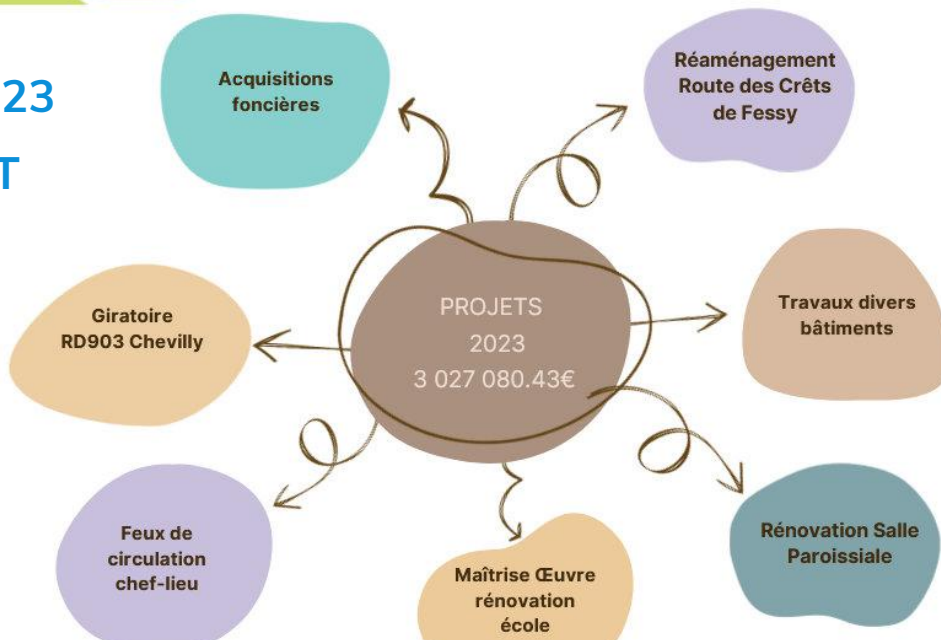 23
T
Acquisitions
foncières
Réaménagement
Route des Crêts
de Fessy
Giratoire
RD903 Chevilly
PROJETS
2023
3 027 080.43€
Travaux divers
bâtiments
Feux de
circulation
chef-lieu
Maîtrise Œuvre
rénovation
école
Rénovation Salle
Paroissiale